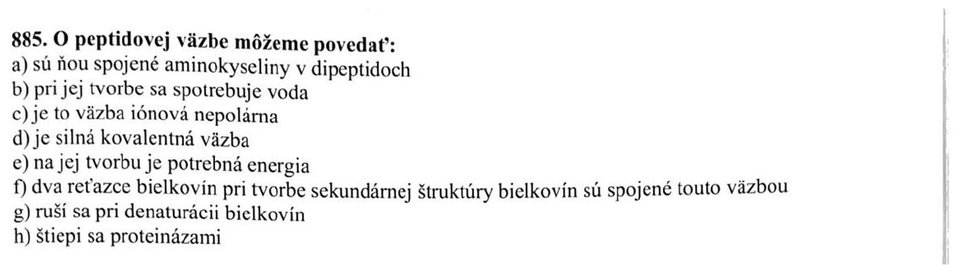 885. O peptidovej väzbe môžeme povedať:
a) sú ňou spojené aminokyseliny v dipeptidoch
b) pri jej tvorbe sa spotrebuje voda
c) je to väzba iónová nepolárna
d) je silná kovalentná väzba
e) na jej tvorbu je potrebná energia
f) dva reťazce bielkovín pri tvorbe sekundárnej štruktúry bielkovín sú spojené touto väzbou
g) ruší sa pri denaturácii bielkovín
h) štiepi sa proteinázami